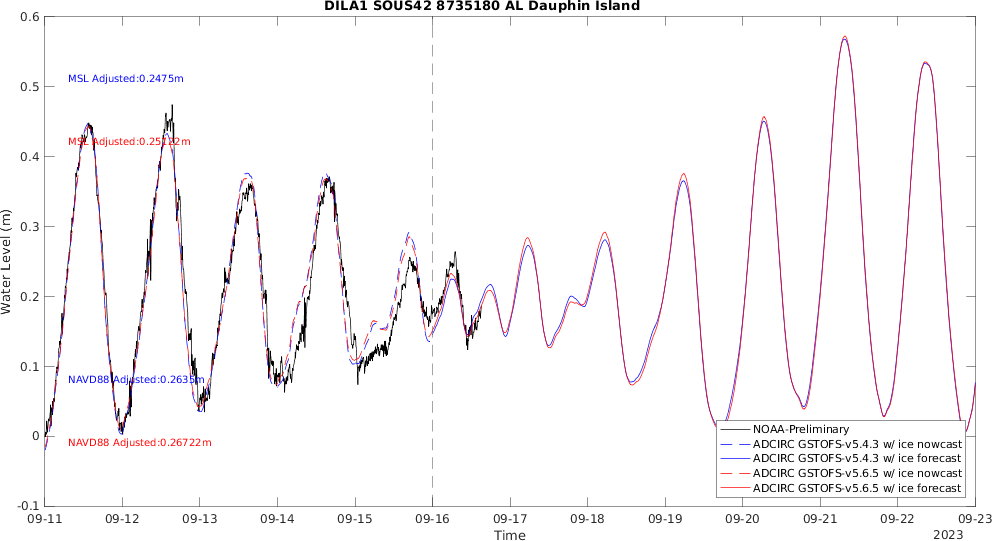 DILA1 SOUS42 8735180 AL Dauphin Island
Water Level (m)
0.6
0.5
0.4
0.3
0.2
0.1
0
-0.1
MSL Adjusted:0.2475m
MSL Adjusted:0.25122m
NAVD88 Adjusted:0.2635m
NAVD88 Adjusted:0.26722m
NOAA-Preliminary
ADCIRC GSTOFS-v5.4.3 w/ ice nowcast
ADCIRC GSTOFS-v5.4.3 w/ ice forecast
ADCIRC GSTOFS-v5.6.5 w/ ice nowcast
ADCIRC GSTOFS-v5.6.5 w/ ice forecast
09-11 09-12 09-13 09-14 09-15 09-16 09-17 09-18 09-19 09-20 09-21 09-22 09-23
Time
2023